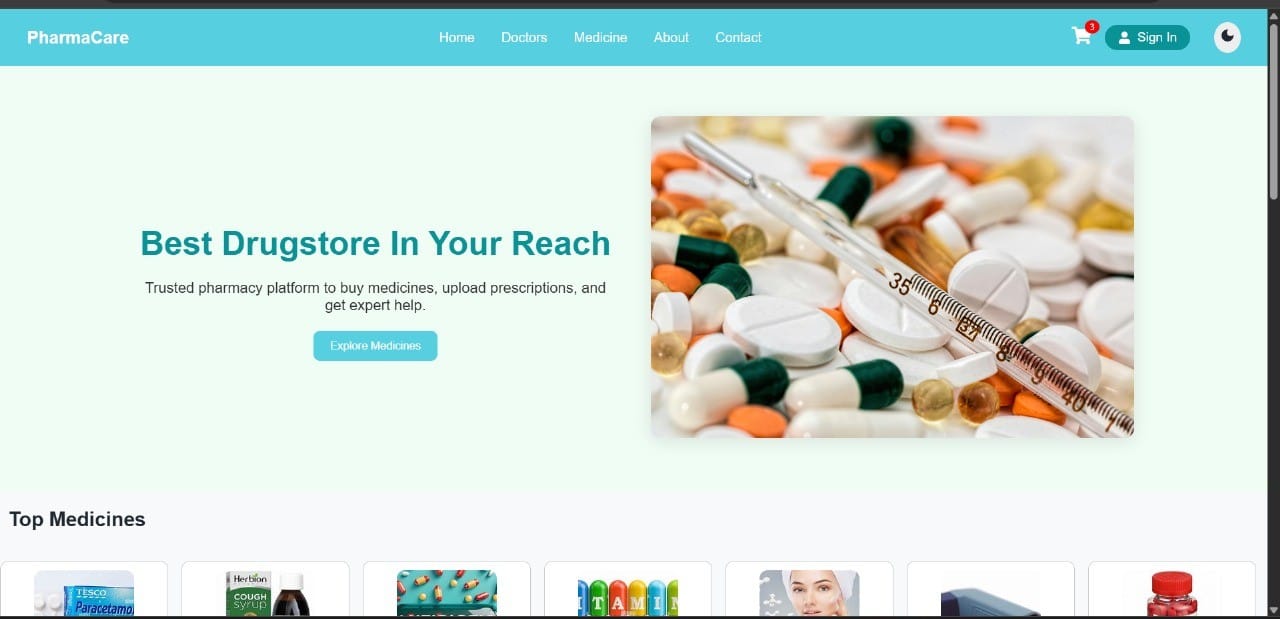 PharmaCare
Home Doctors Medicine About Contact
3
Sign In
Best Drugstore In Your Reach
Trusted pharmacy platform to buy medicines, upload prescriptions, and
get expert help.
Explore Medicines
35
6
37
8
9
40
Top Medicines
TESCO
Paracetamo
Herbion
COUGH
syrup
ITAMIN